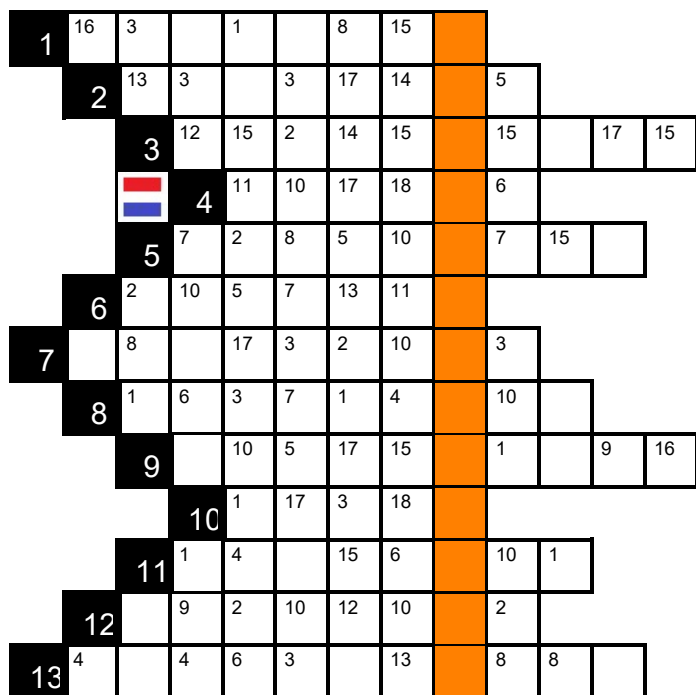 1 16 3 1 8 15
2 13 3 3 17 14 5
3 12 15 2 14 15 15 17 15
4 11 10 17 18 6
5 7 2 8 5 10 7 15
6 2 10 5 7 13 11
7 8 17 3 2 10 3
8 1 6 3 7 1 4 10
9 10 5 17 15 1 9 16
10 1 17 3 18
11 1 4 15 6 10 1
12 9 2 10 12 10 2
13 4 4 6 3 13 8 8